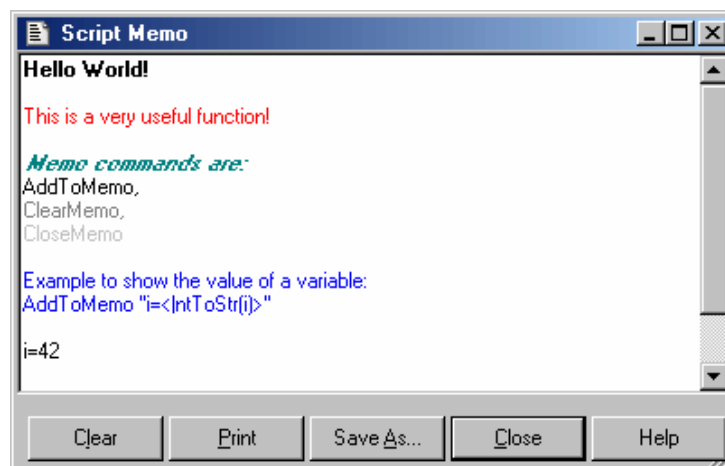 Script Memo
Hello World!
This is a very useful function!
Memo commands are:
AddToMemo,
ClearMemo,
CloseMemo
Example to show the value of a variable:
AddToMemo "i=<|IntToStr(i)>"
i=42
Clear Print Save As... Close Help